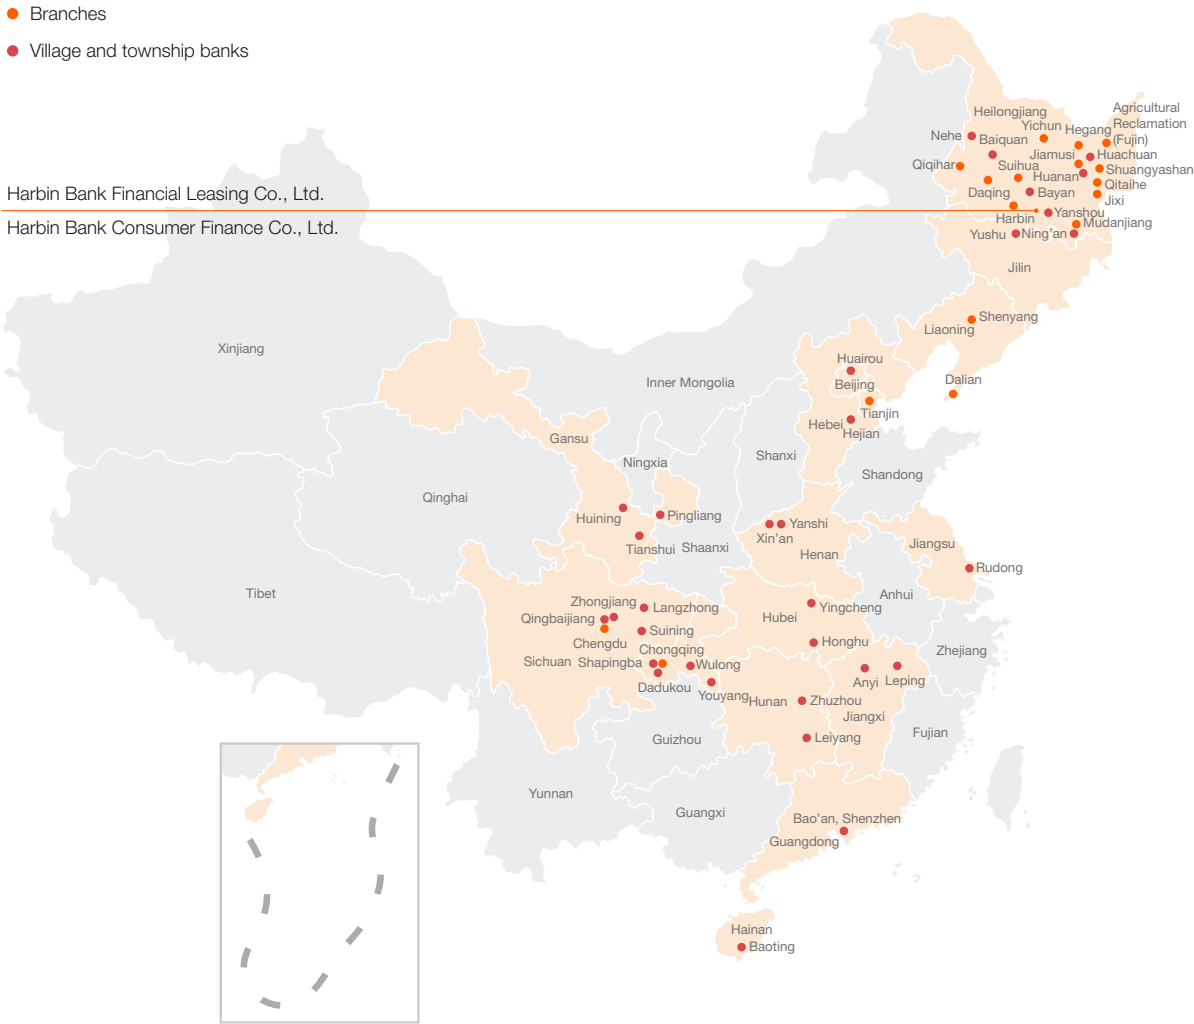 Branches
Village and township banks
Harbin Bank Financial Leasing Co., Ltd.
Harbin Bank Consumer Finance Co., Ltd.
Heilongjiang
Agricultural
Reclamation
(Fujin)
Yichun
Hegang
Nehe
Baiquan
Jiamusi
Huachuan
Qiqihar
Suihua
Huanan
Shuangyashan
Daqing
Bayan
Qitaihe
Jixi
Harbin
Yanshou
Mudanjiang
Yushu
Ning'an
Jilin
Shenyang
Liaoning
Xinjiang
Huairou
Inner Mongolia
Beijing
Dalian
Tianjin
Hebei
Hejian
Gansu
Shanxi
Ningxia
Shandong
Qinghai
Huining
Pingliang
Yanshi
Xin'an
Tianshui
Shaanxi
Henan
Jiangsu
Rudong
Tibet
Anhui
Zhongjiang
Langzhong
Yingcheng
Qingbaijiang
Hubei
Suining
Chengdu
Honghu
Chongqing
Zhejiang
Sichuan
Shapingba
Wulong
Dadukou
Youyang
Anyi
Leping
Hunan
Zhuzhou
Jiangxi
Guizhou
Leiyang
Fujian
Yunnan
Guangxi
Bao'an, Shenzhen
Guangdong
Hainan
Baoting